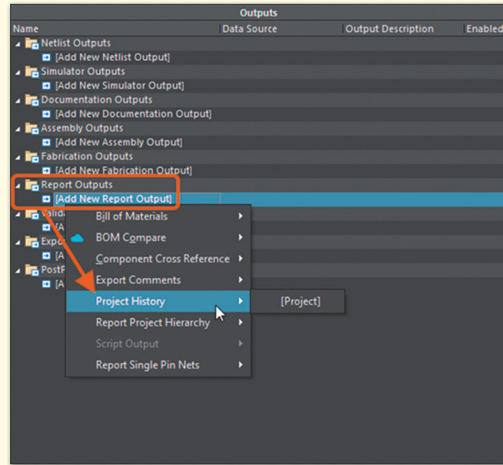 Outputs
Name Data Source Output Description Enabled
Netlist Outputs
[Add New Netlist Output]
Simulator Outputs
[Add New Simulator Output]
Documentation Outputs
[Add New Documentation Output]
Assembly Outputs
[Add New Assembly Output]
Fabrication Outputs
[Add New Fabrication Output]
Report Outputs
[Add New Report Output]
Valida
[A
Expo
[A
PostP
[A
Bill of Materials
BOM Compare
Component Cross Reference
Export Comments
Project History [Project]
Report Project Hierarchy
Script Output
Report Single Pin Nets